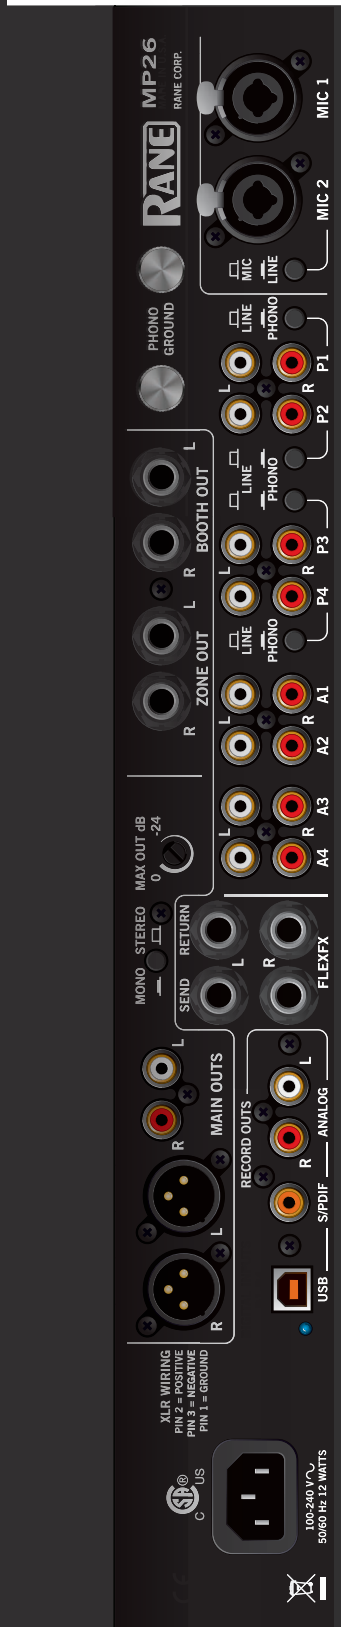 MP26
RANE CORP.
RANE
MIC 1
MIC 2
MIC
LINE
PHONO
GROUND
LINE
PHONO
L
R
P1
P2
LINE
PHONO
L
R
P3
P4
LINE
PHONO
L
R
BOOTH OUT
L
R
ZONE OUT
L
R
A1
A2
L
R
A3
A4
MAX OUT dB
0
-24
MONO
STEREO
RETURN
SEND
L
R
FLEXFX
L
R
MAIN OUTS
L
R
RECORD OUTS
L
R
ANALOG
S/PDIF
USB
XLR WIRING
PIN 2 = POSITIVE
PIN 3 = NEGATIVE
PIN 1 = GROUND
SA®
C US
100-240 V
50/60 Hz 12 WATTS